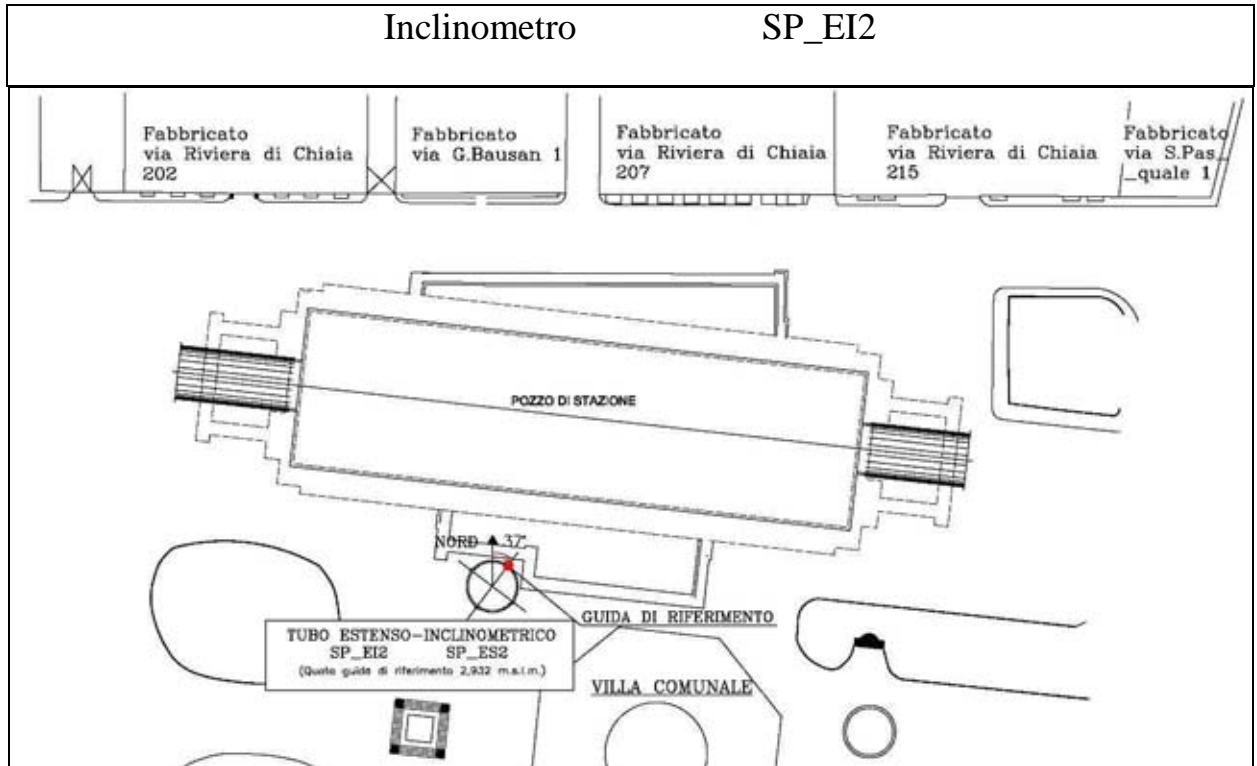 Inclinometro SP_EI2
Fabbricato
via Riviera di Chiaia
202
Fabbricato
via G.Bausan 1
Fabbricato
via Riviera di Chiaia
207
Fabbricato
via Riviera di Chiaia
215
Fabbricato
via S.Pas_
_quale 1
POZZO DI STAZIONE
NORD 37°
GUIDA DI RIFERIMENTO
TUBO ESTENSO-INCLINOMETRICO
SP_EI2 SP_ES2
(Quota guida di riferimento 2,932 m.s.l.m.)
VILLA COMUNALE